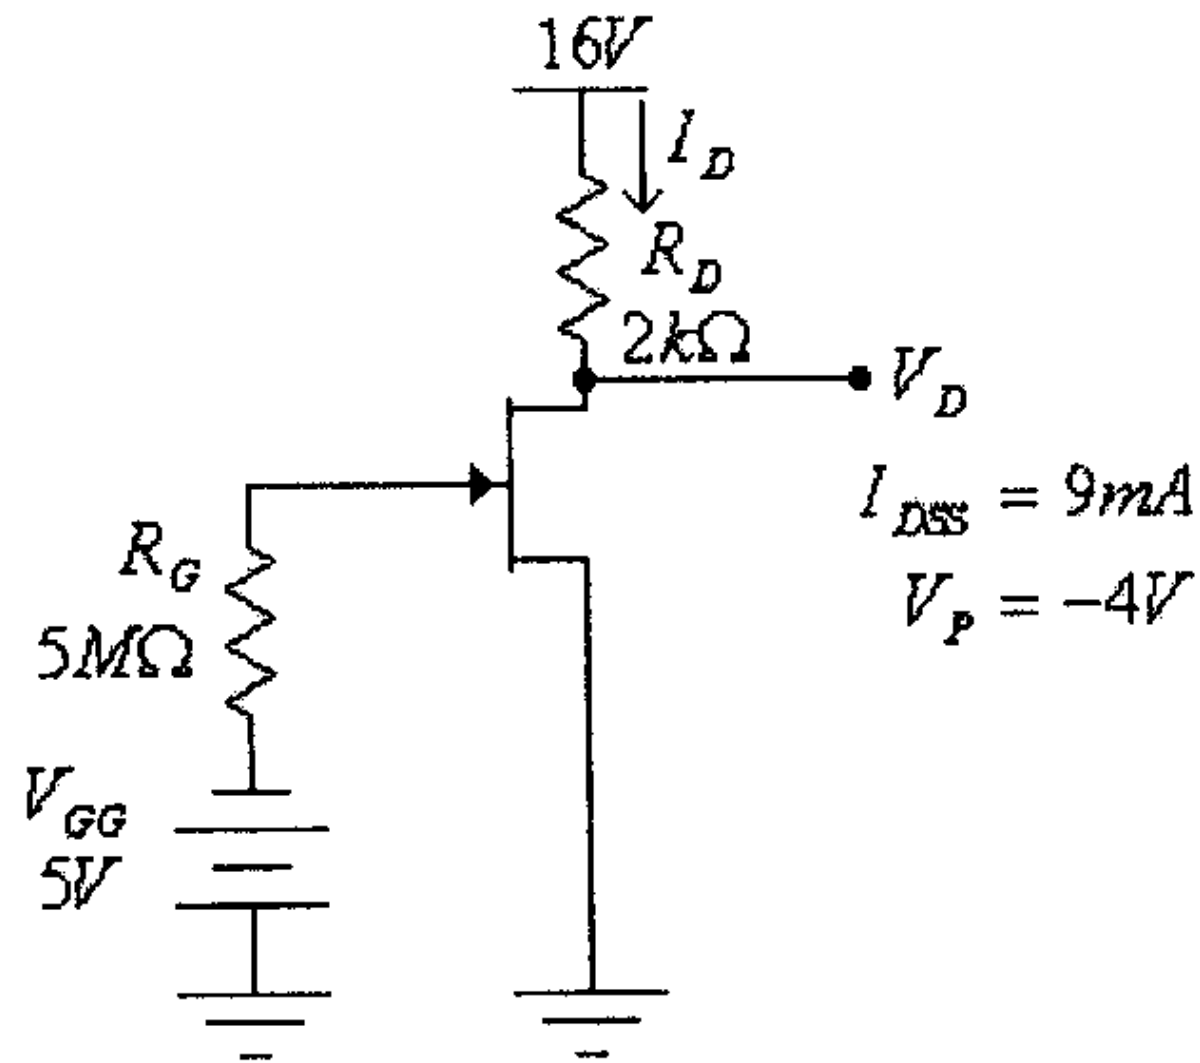 16V
I_D
R_D
2kΩ
V_D
I_DSS = 9mA
R_G
V_P = -4V
5MΩ
V_GG
5V